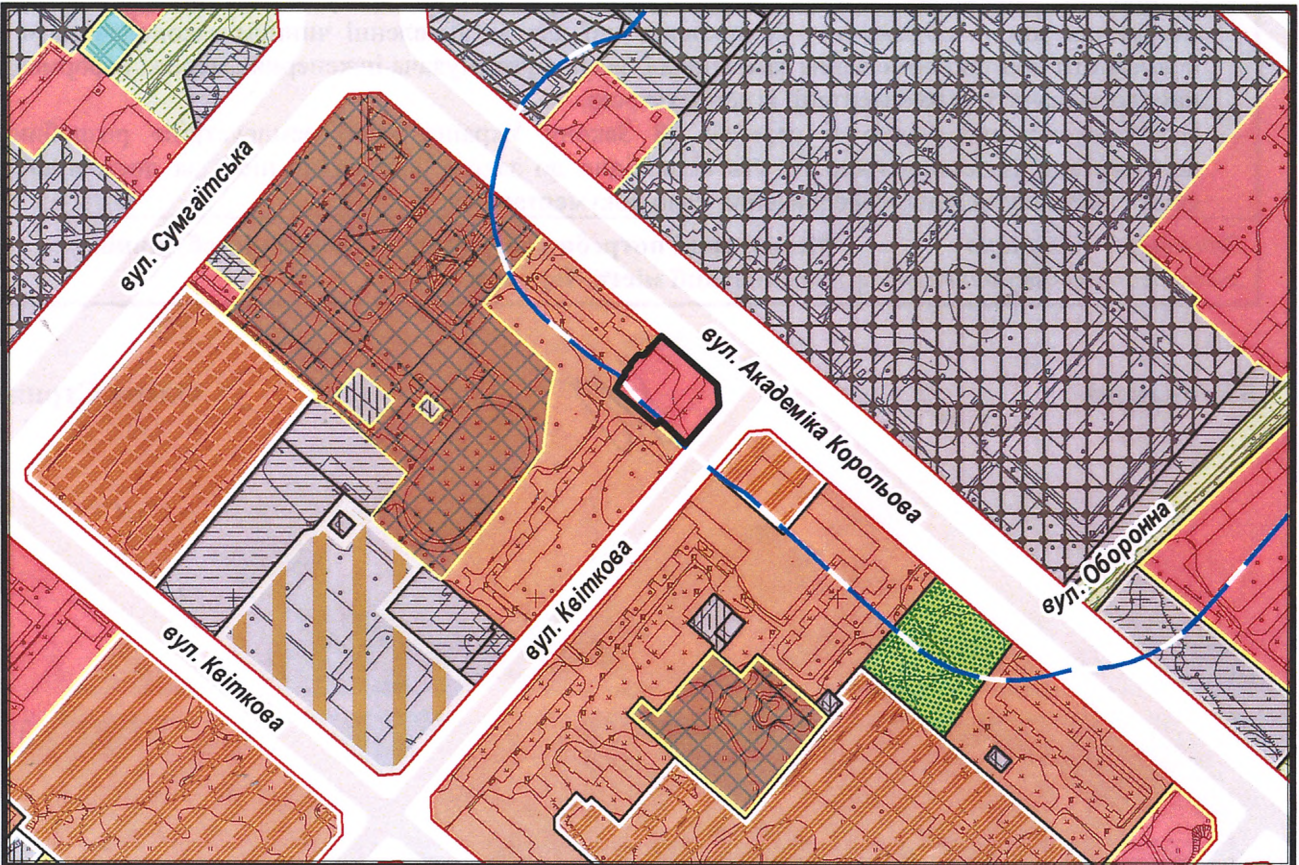 вул. Сумгаїтська
вул. Академіка Корольова
вул. Оборонна
вул. Квіткова
вул. Квіткова